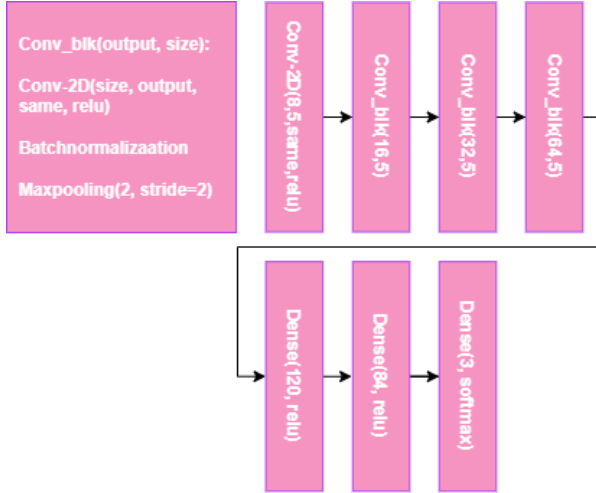 Conv_blk(output, size):
Conv-2D(size, output,
same, relu)
Batchnormalizaation
Maxpooling(2, stride=2)
Conv-2D(8,5,same,relu)
Conv_blk(16,5)
Conv_blk(32,5)
Conv_blk(64,5)
Dense(120, relu)
Dense(84, relu)
Dense(3, softmax)